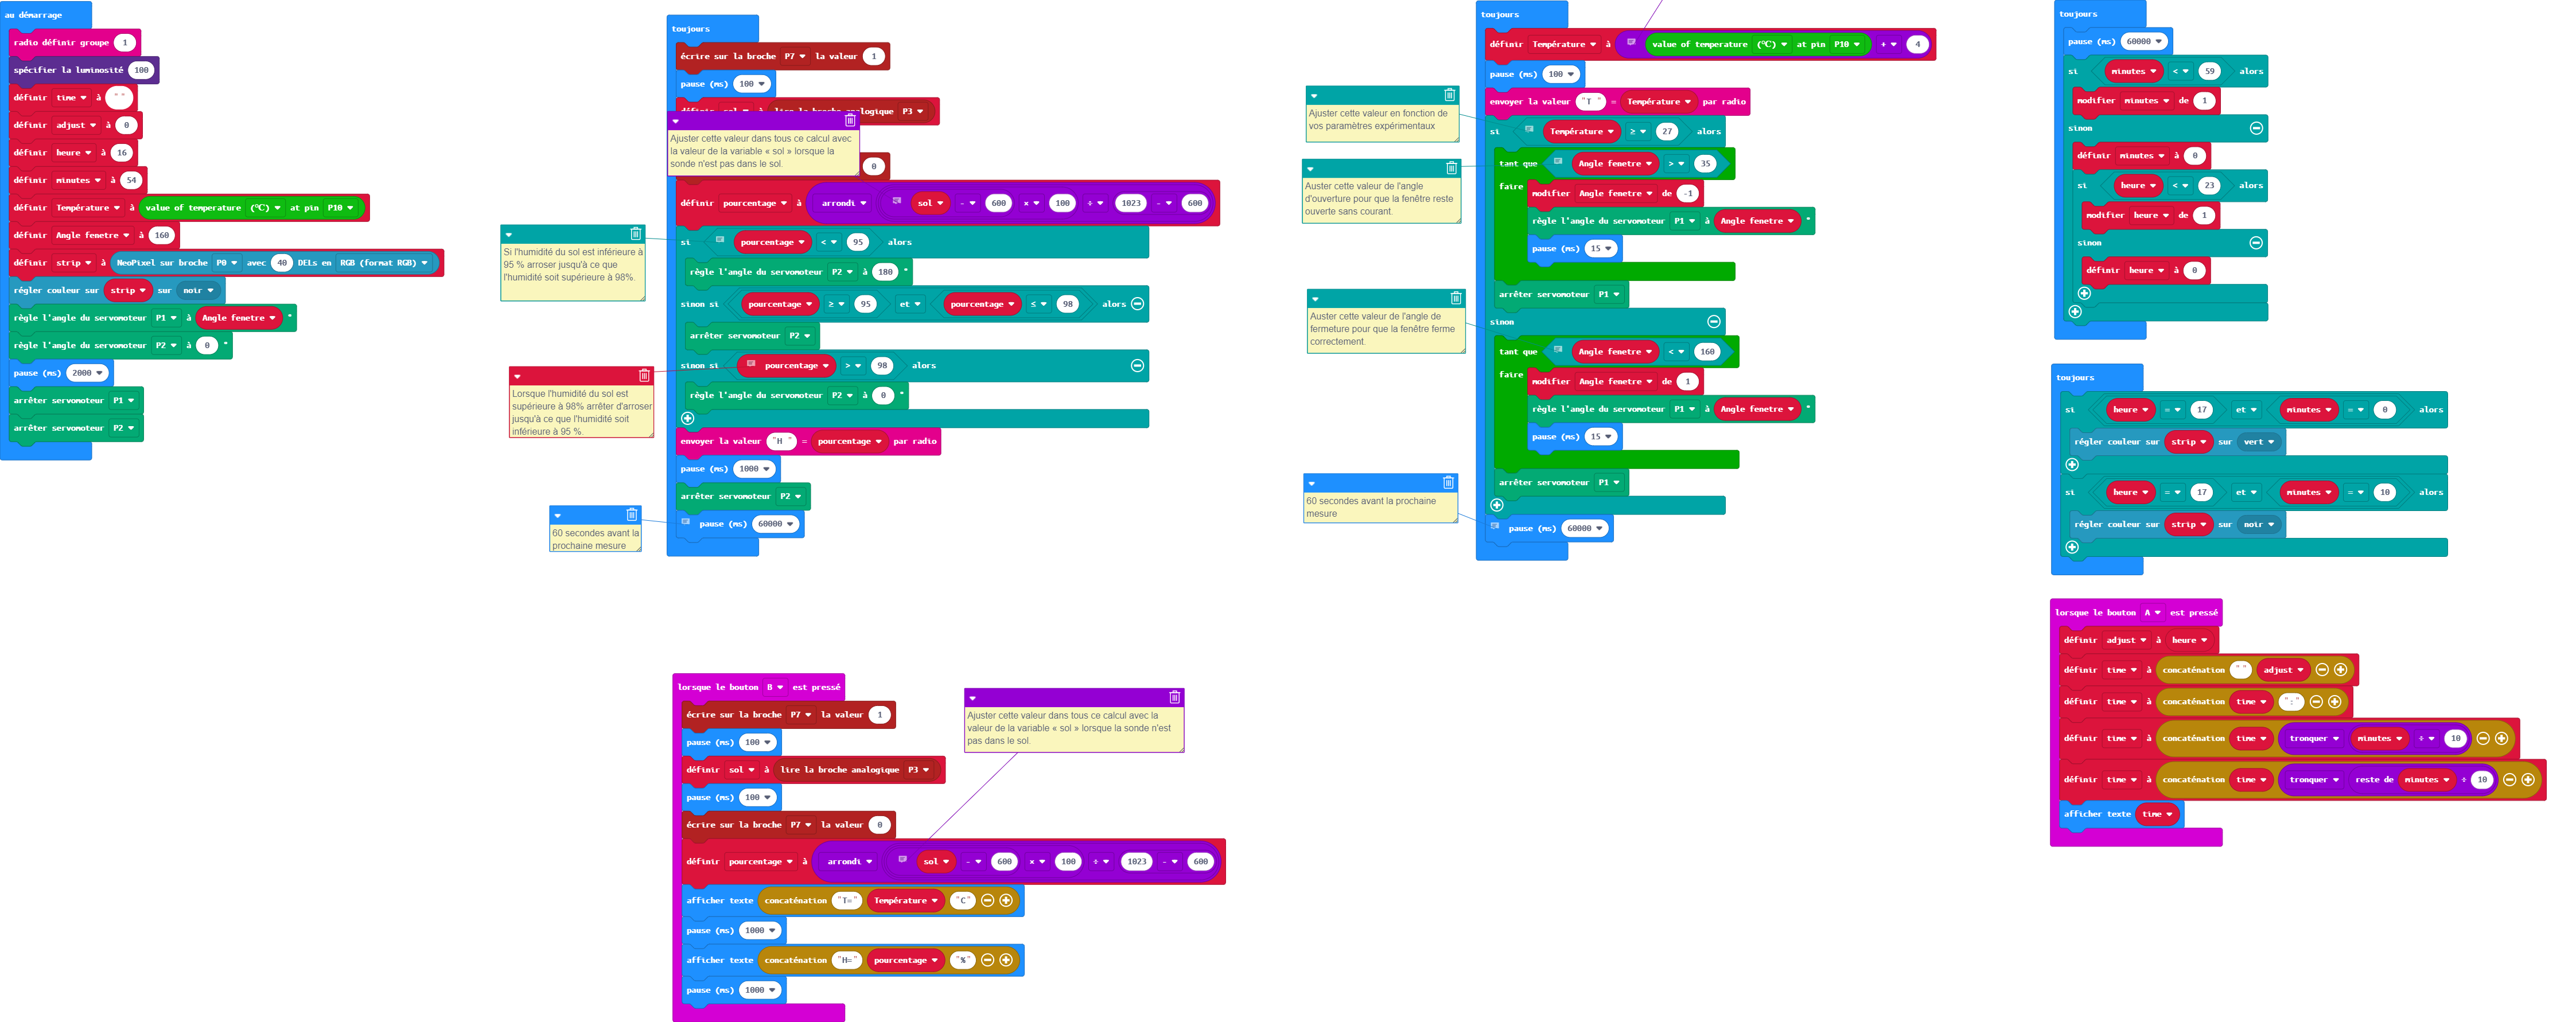 au démarrage
radio définir groupe 1
spécifier la luminosité 100
définir time à " "
définir adjust à 0
définir heure à 16
définir minutes à 54
définir Température à value of temperature (℃) at pin P10
définir Angle fenetre à 160
définir strip à NeoPixel sur broche P0 avec 40 DELs en RGB (format RGB)
régler couleur sur strip sur noir
règle l'angle du servomoteur P1 à Angle fenetre °
règle l'angle du servomoteur P2 à 0 °
pause (ms) 2000
arrêter servomoteur P1
arrêter servomoteur P2
toujours
écrire sur la broche P7 la valeur 1
pause (ms) 100
lire la broche analogique P3
Ajuster cette valeur dans tous ce calcul avec
la valeur de la variable « sol » lorsque la
sonde n'est pas dans le sol.
0
définir pourcentage à arrondi sol - 600 × 100 ÷ 1023 - 600
si pourcentage < 95 alors
règle l'angle du servomoteur P2 à 180 °
sinon si pourcentage ≥ 95 et pourcentage ≤ 98 alors
arrêter servomoteur P2
sinon si pourcentage > 98 alors
règle l'angle du servomoteur P2 à 0 °
envoyer la valeur "H " = pourcentage par radio
pause (ms) 1000
arrêter servomoteur P2
pause (ms) 60000
Si l'humidité du sol est inférieure à
95 % arroser jusqu'à ce que
l'humidité soit supérieure à 98%.
Lorsque l'humidité du sol est
supérieure à 98% arrêter d'arroser
jusqu'à ce que l'humidité soit
inférieure à 95 %.
60 secondes avant la
prochaine mesure
lorsque le bouton B est pressé
écrire sur la broche P7 la valeur 1
pause (ms) 100
définir sol à lire la broche analogique P3
pause (ms) 100
écrire sur la broche P7 la valeur 0
définir pourcentage à arrondi sol - 600 × 100 ÷ 1023 - 600
afficher texte concaténation "T=" Température "C"
pause (ms) 1000
afficher texte concaténation "H=" pourcentage "%"
pause (ms) 1000
Ajuster cette valeur dans tous ce calcul avec la
valeur de la variable « sol » lorsque la sonde n'est
pas dans le sol.
toujours
définir Température à value of temperature (℃) at pin P10 + 4
pause (ms) 100
envoyer la valeur "T " = Température par radio
si Température ≥ 27 alors
tant que Angle fenetre > 35
faire modifier Angle fenetre de -1
règle l'angle du servomoteur P1 à Angle fenetre °
pause (ms) 15
arrêter servomoteur P1
sinon
tant que Angle fenetre < 160
faire modifier Angle fenetre de 1
règle l'angle du servomoteur P1 à Angle fenetre °
pause (ms) 15
arrêter servomoteur P1
pause (ms) 60000
Ajuster cette valeur en fonction de
vos paramètres expérimentaux
Auster cette valeur de l'angle
d'ouverture pour que la fenêtre reste
ouverte sans courant.
Auster cette valeur de l'angle de
fermeture pour que la fenêtre ferme
correctement.
60 secondes avant la prochaine
mesure
toujours
pause (ms) 60000
si minutes < 59 alors
modifier minutes de 1
sinon
définir minutes à 0
si heure < 23 alors
modifier heure de 1
sinon
définir heure à 0
toujours
si heure = 17 et minutes = 0 alors
régler couleur sur strip sur vert
si heure = 17 et minutes = 10 alors
régler couleur sur strip sur noir
lorsque le bouton A est pressé
définir adjust à heure
définir time à concaténation "" adjust
définir time à concaténation time ":"
définir time à concaténation time tronquer minutes ÷ 10
définir time à concaténation time tronquer reste de minutes ÷ 10
afficher texte time